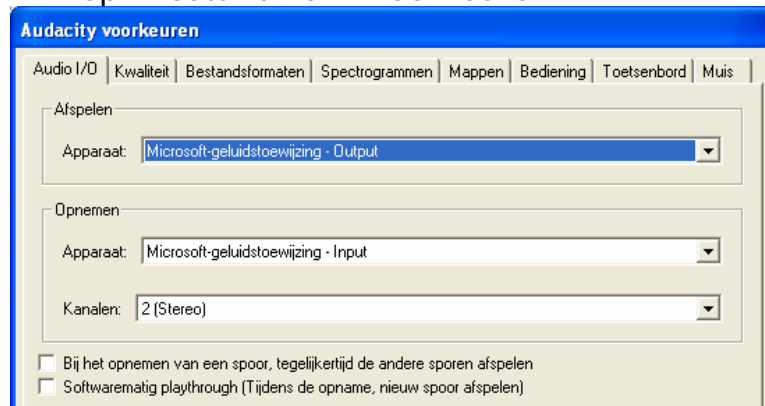 Audacity voorkeuren
Audio I/O Kwaliteit Bestandsformaten Spectrogrammen Mappen Bediening Toetsenbord Muis
Afspelen
Apparaat: Microsoft-geluidstoewijzing - Output
Opnemen
Apparaat: Microsoft-geluidstoewijzing - Input
Kanalen: 2 (Stereo)
Bij het opnemen van een spoor, tegelijkertijd de andere sporen afspelen
Softwarematig playthrough (Tijdens de opname, nieuw spoor afspelen)